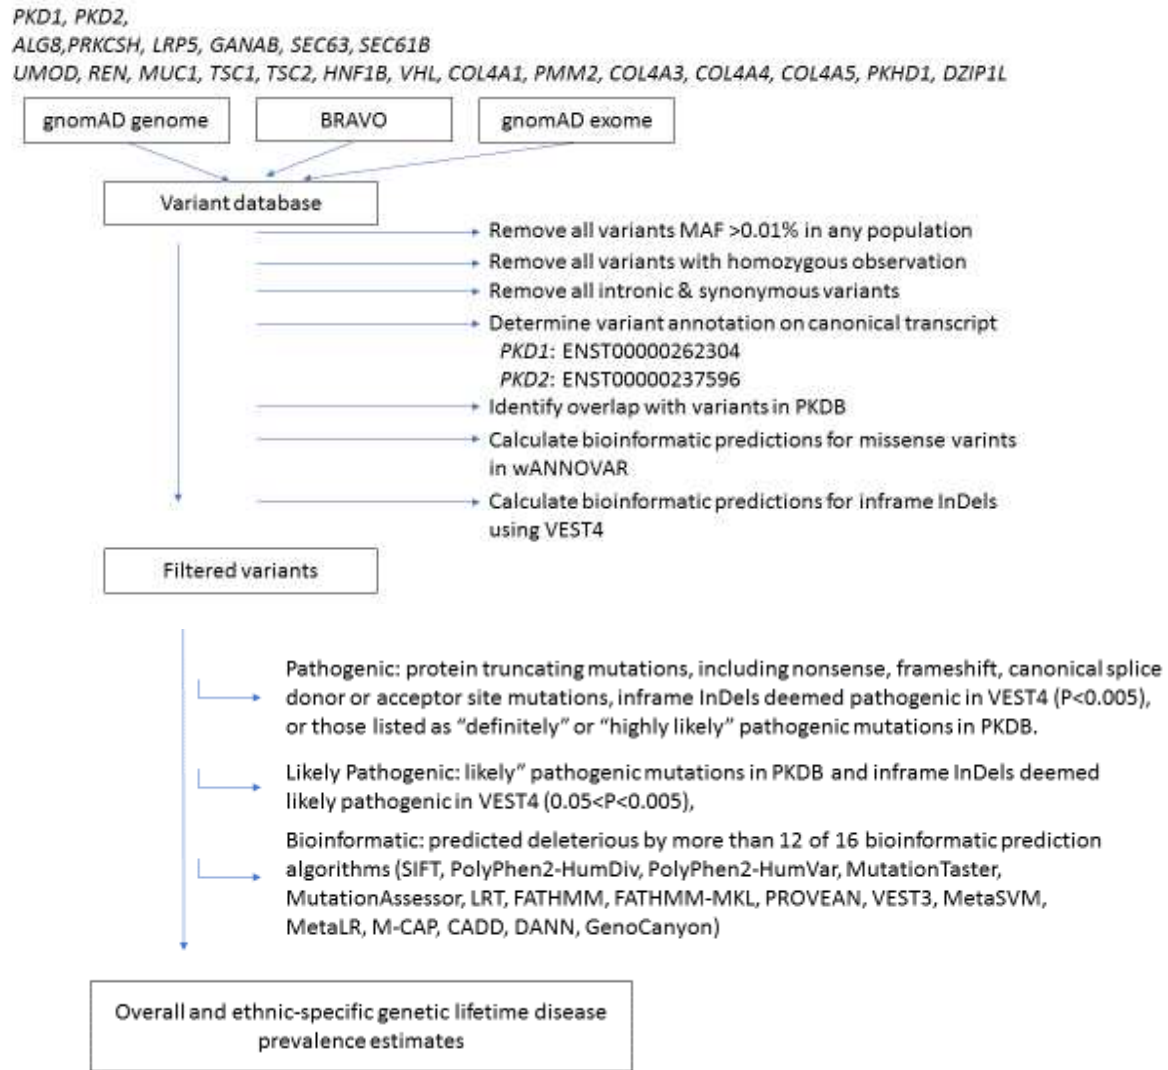 PKD1, PKD2,
ALG8,PRKCSH, LRP5, GANAB, SEC63, SEC61B
UMOD, REN, MUC1, TSC1, TSC2, HNF1B, VHL, COL4A1, PMM2, COL4A3, COL4A4, COL4A5, PKHD1, DZIP1L
gnomAD genome
BRAVO
gnomAD exome
Variant database
Remove all variants MAF >0.01% in any population
Remove all variants with homozygous observation
Remove all intronic & synonymous variants
Determine variant annotation on canonical transcript
PKD1: ENST00000262304
PKD2: ENST00000237596
Identify overlap with variants in PKDB
Calculate bioinformatic predictions for missense varints
in wANNOVAR
Calculate bioinformatic predictions for inframe InDels
using VEST4
Filtered variants
Pathogenic: protein truncating mutations, including nonsense, frameshift, canonical splice
donor or acceptor site mutations, inframe InDels deemed pathogenic in VEST4 (P<0.005),
or those listed as “definitely” or “highly likely” pathogenic mutations in PKDB.
Likely Pathogenic: likely” pathogenic mutations in PKDB and inframe InDels deemed
likely pathogenic in VEST4 (0.05<P<0.005),
Bioinformatic: predicted deleterious by more than 12 of 16 bioinformatic prediction
algorithms (SIFT, PolyPhen2-HumDiv, PolyPhen2-HumVar, MutationTaster,
MutationAssessor, LRT, FATHMM, FATHMM-MKL, PROVEAN, VEST3, MetaSVM,
MetaLR, M-CAP, CADD, DANN, GenoCanyon)
Overall and ethnic-specific genetic lifetime disease
prevalence estimates